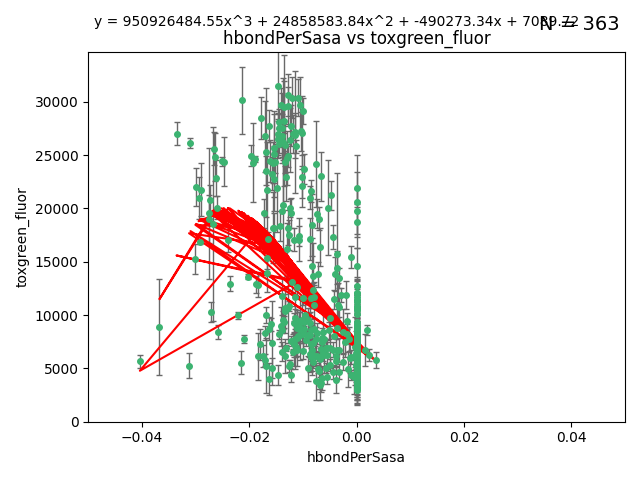 y = 950926484.55x^3 + 24858583.84x^2 + -490273.34x + 7089.72
N = 363
hbondPerSasa vs toxgreen_fluor
toxgreen_fluor
30000
25000
20000
15000
10000
5000
0
−0.04
−0.02
0.00
0.02
0.04
hbondPerSasa